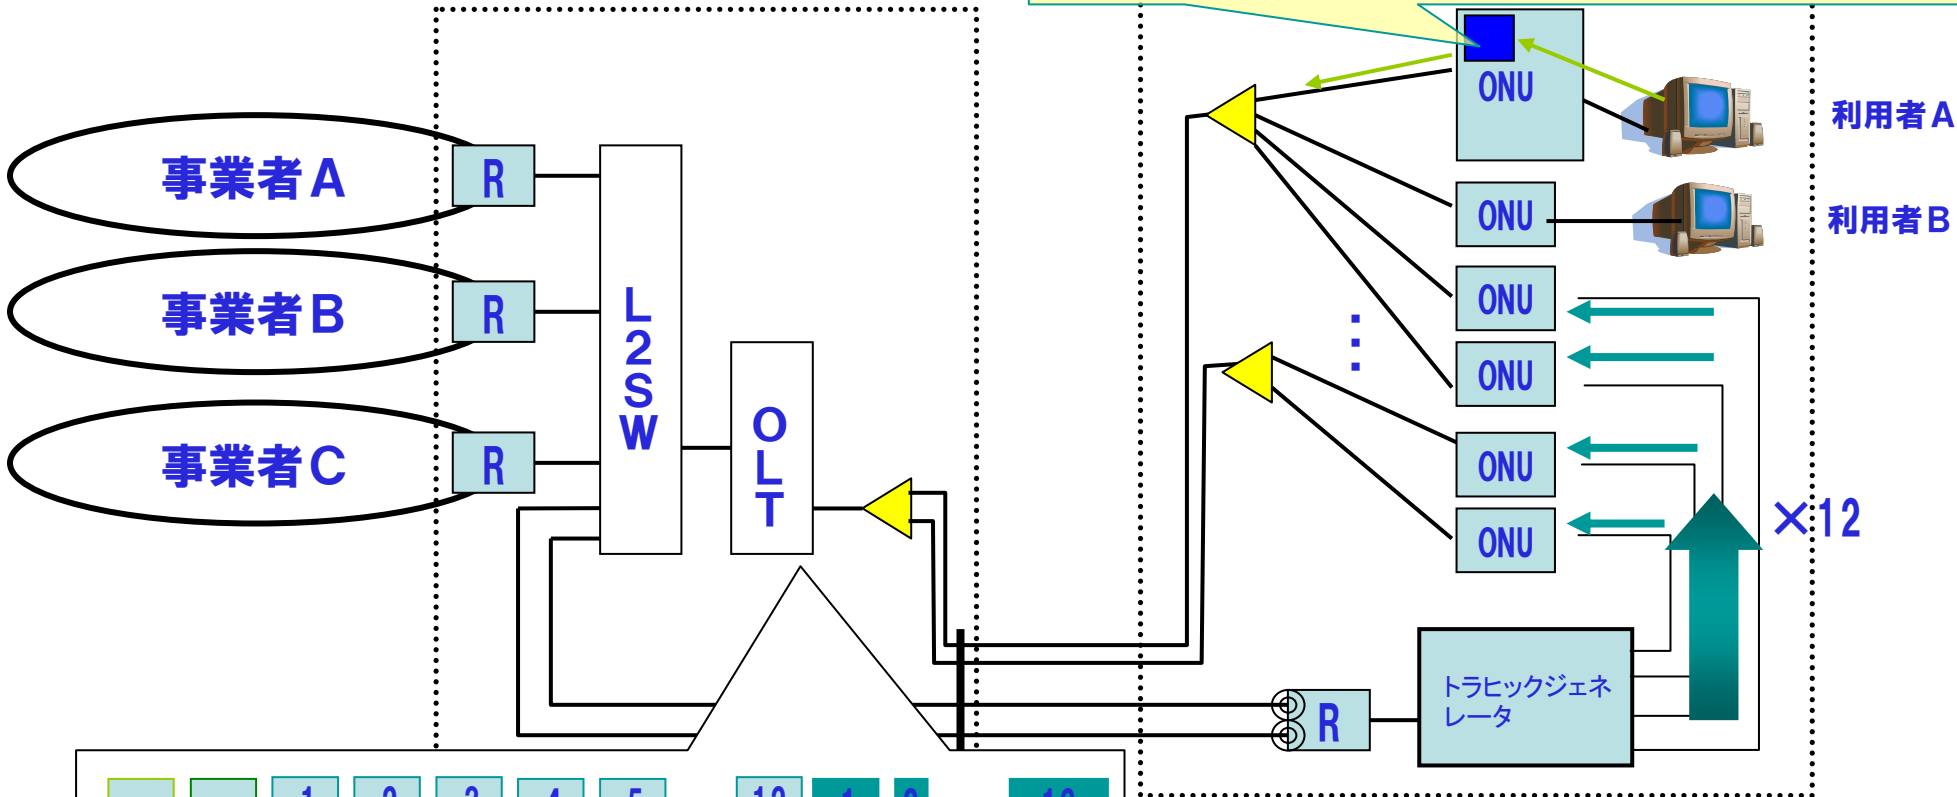 事業者A
R
事業者B
R
事業者C
R
L2SW
OLT
ONU
利用者A
ONU
利用者B
ONU
ONU
ONU
ONU
×12
R
トラヒックジェネ
レータ